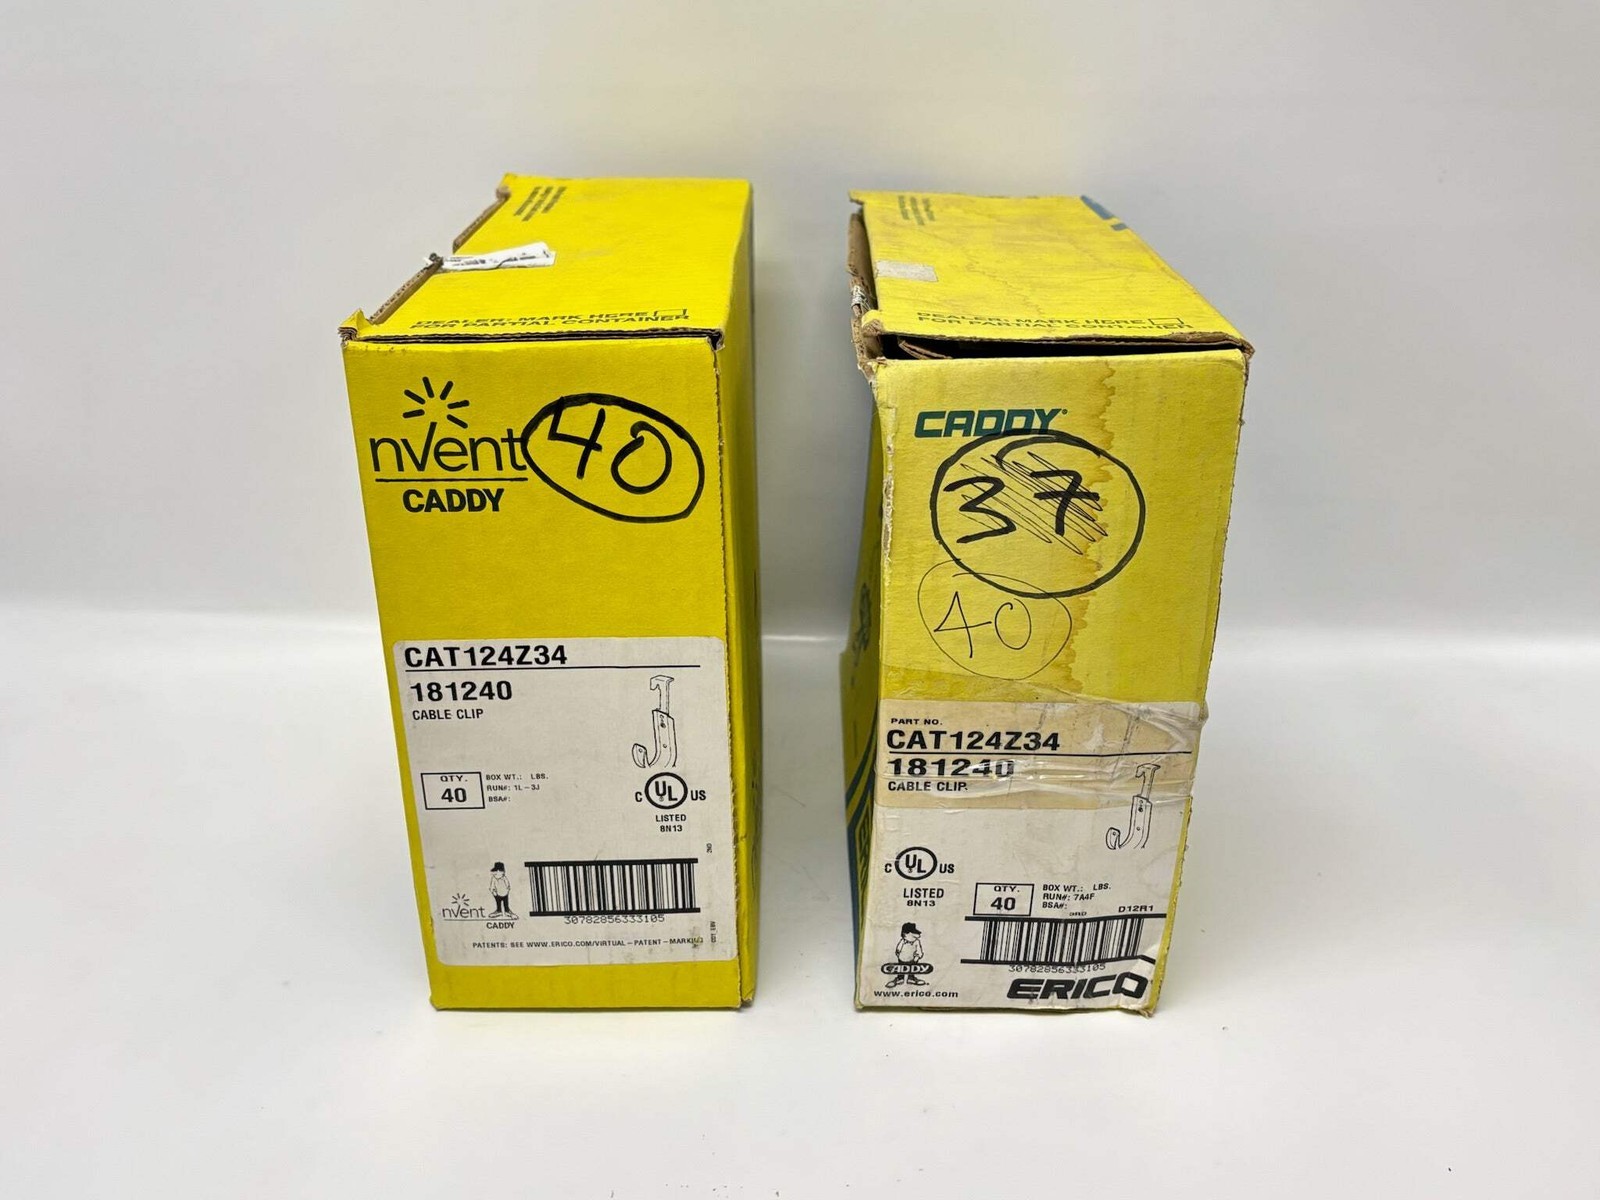 DEALER: MARK HERE
FOR PARTIAL CONTAINER
nVent
CADDY
40
CAT124Z34
181240
CABLE CLIP
QTY.
40
BOX WT.: LBS.
RUN#: 1L-3J
BSA#:
C UL US
LISTED
8N13
nVent
CADDY
30782856333105
PATENTS: SEE WWW.ERICO.COM/VIRTUAL-PATENT-MARKING
DEALER: MARK HERE
FOR PARTIAL CONTAINER
CADDY
37
40
PART NO.
CAT124Z34
181240
CABLE CLIP
C UL US
LISTED
8N13
QTY.
40
BOX WT.: LBS.
RUN#: 7A4F
BSA#:
D12R1
30782856333105
CADDY
www.erico.com
ERICO